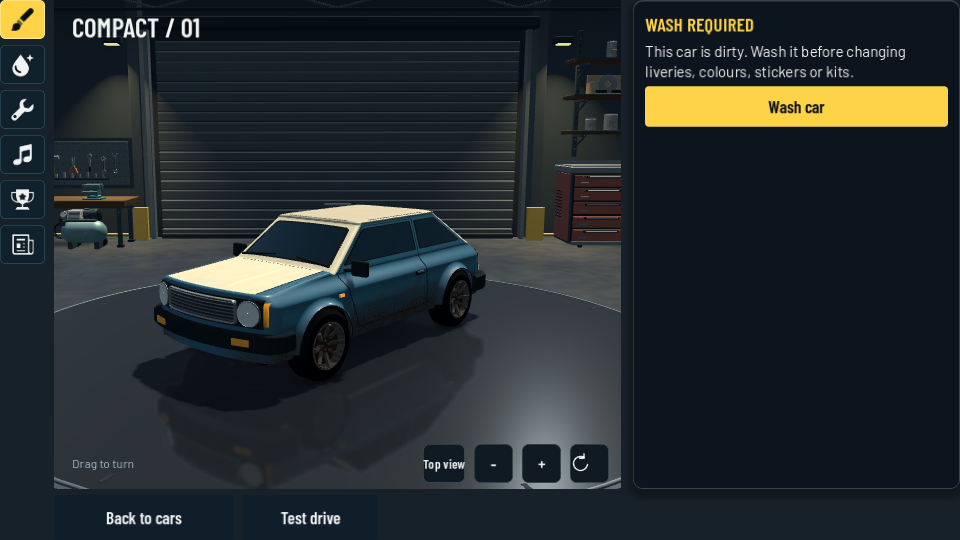 COMPACT / 01
WASH REQUIRED
This car is dirty. Wash it before changing
liveries, colours, stickers or kits.
Wash car
Drag to turn
Top view
-
+
Back to cars
Test drive